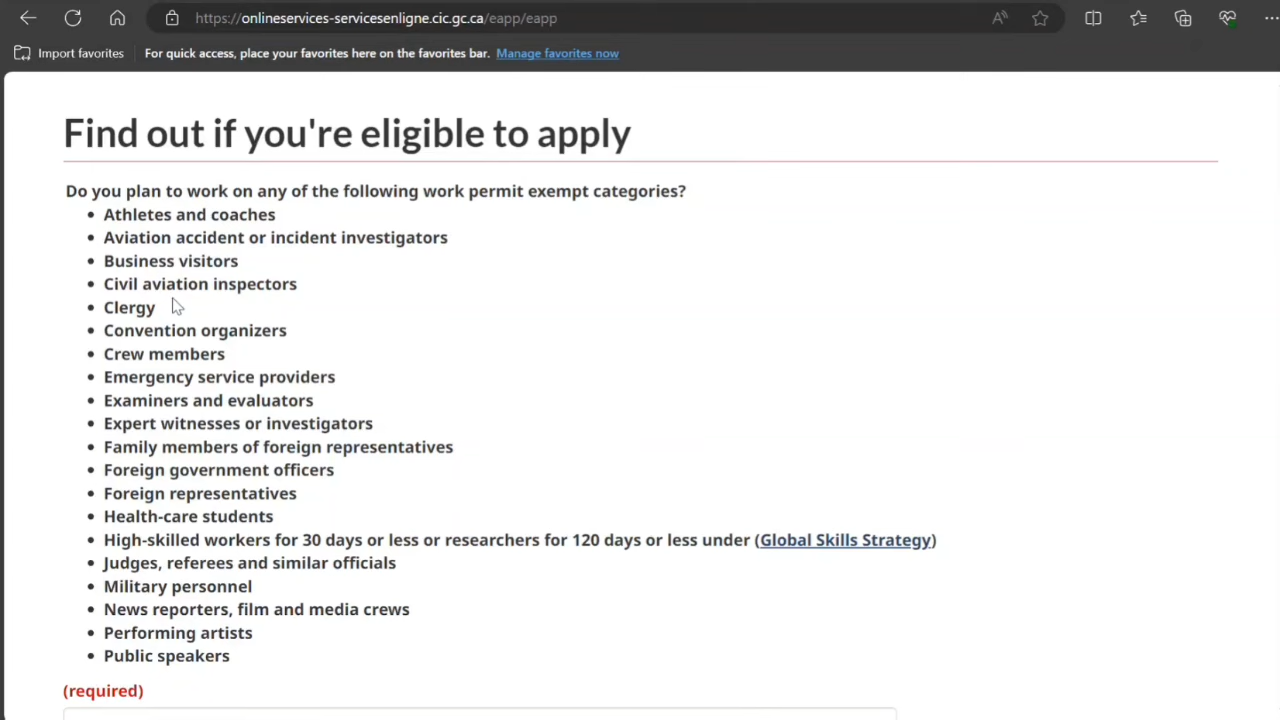 https://onlineservices-servicesenligne.cic.gc.ca/eapp/eapp
Import favorites
For quick access, place your favorites here on the favorites bar. Manage favorites now
Find out if you're eligible to apply
Do you plan to work on any of the following work permit exempt categories?
• Athletes and coaches
• Aviation accident or incident investigators
• Business visitors
• Civil aviation inspectors
• Clergy
• Convention organizers
• Crew members
• Emergency service providers
• Examiners and evaluators
• Expert witnesses or investigators
• Family members of foreign representatives
• Foreign government officers
• Foreign representatives
• Health-care students
• High-skilled workers for 30 days or less or researchers for 120 days or less under (Global Skills Strategy)
• Judges, referees and similar officials
• Military personnel
• News reporters, film and media crews
• Performing artists
• Public speakers
(required)